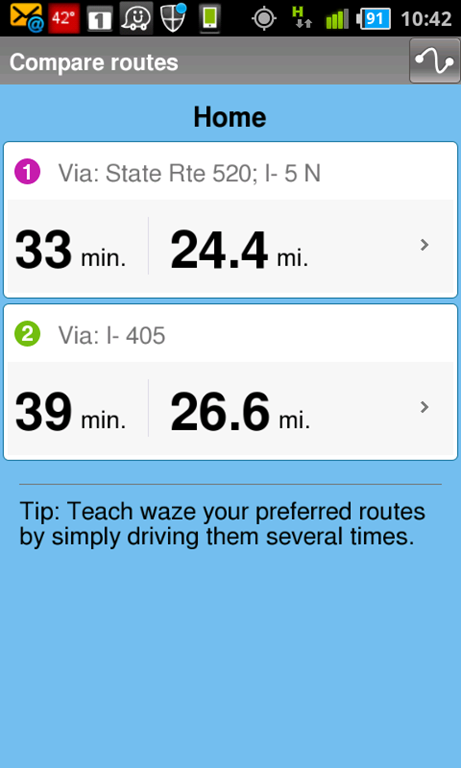 42° 1 H 91 10:42
Compare routes
Home
1 Via: State Rte 520; I- 5 N
33 min. 24.4 mi.
2 Via: I- 405
39 min. 26.6 mi.
Tip: Teach waze your preferred routes
by simply driving them several times.